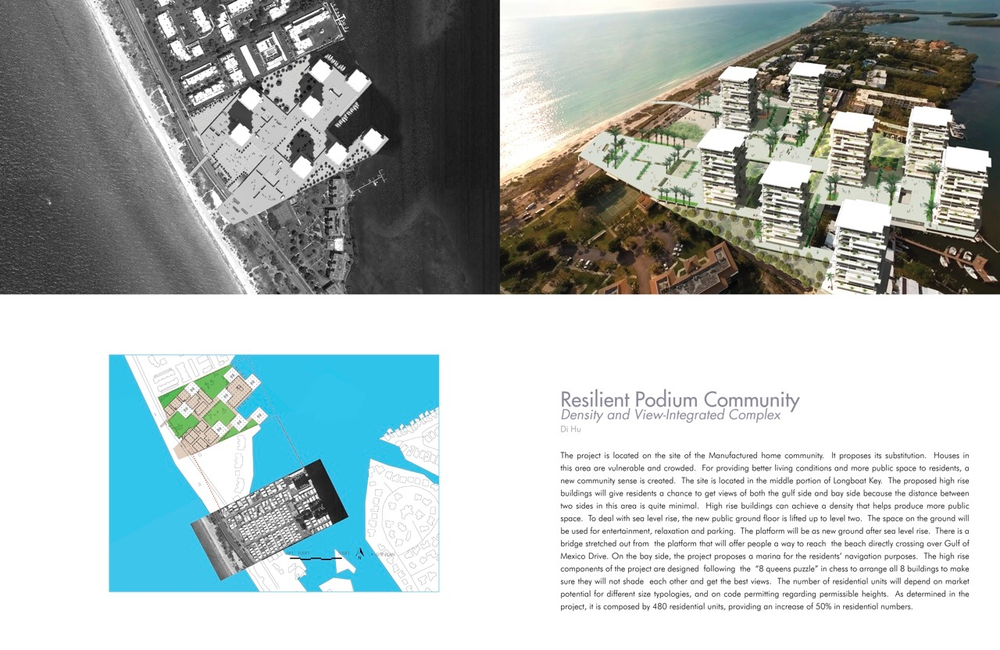 Resilient Podium Community
Density and View-Integrated Complex
Di Hu
The project is located on the site of the Manufactured home community. It proposes its substitution. Houses in
this area are vulnerable and crowded. For providing better living conditions and more public space to residents, a
new community sense is created. The site is located in the middle portion of Longboat Key. The proposed high rise
buildings will give residents a chance to get views of both the gulf side and bay side because the distance between
two sides in this area is quite minimal. High rise buildings can achieve a density that helps produce more public
space. To deal with sea level rise, the new public ground floor is lifted up to level two. The space on the ground will
be used for entertainment, relaxation and parking. The platform will be as new ground after sea level rise. There is a
bridge stretched out from the platform that will offer people a way to reach the beach directly crossing over Gulf of
Mexico Drive. On the bay side, the project proposes a marina for the residents’ navigation purposes. The high rise
components of the project are designed following the “8 queens puzzle” in chess to arrange all 8 buildings to make
sure they will not shade each other and get the best views. The number of residential units will depend on market
potential for different size typologies, and on code permitting regarding permissible heights. As determined in the
project, it is composed by 480 residential units, providing an increase of 50% in residential numbers.
N
SITE PLAN